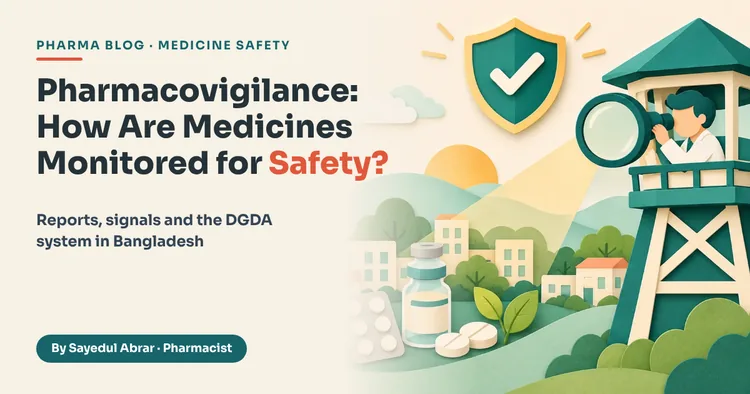 PHARMA BLOG · MEDICINE SAFETY
Pharmacovigilance:
How Are Medicines
Monitored for Safety?
Reports, signals and the DGDA
system in Bangladesh
By Sayedul Abrar · Pharmacist